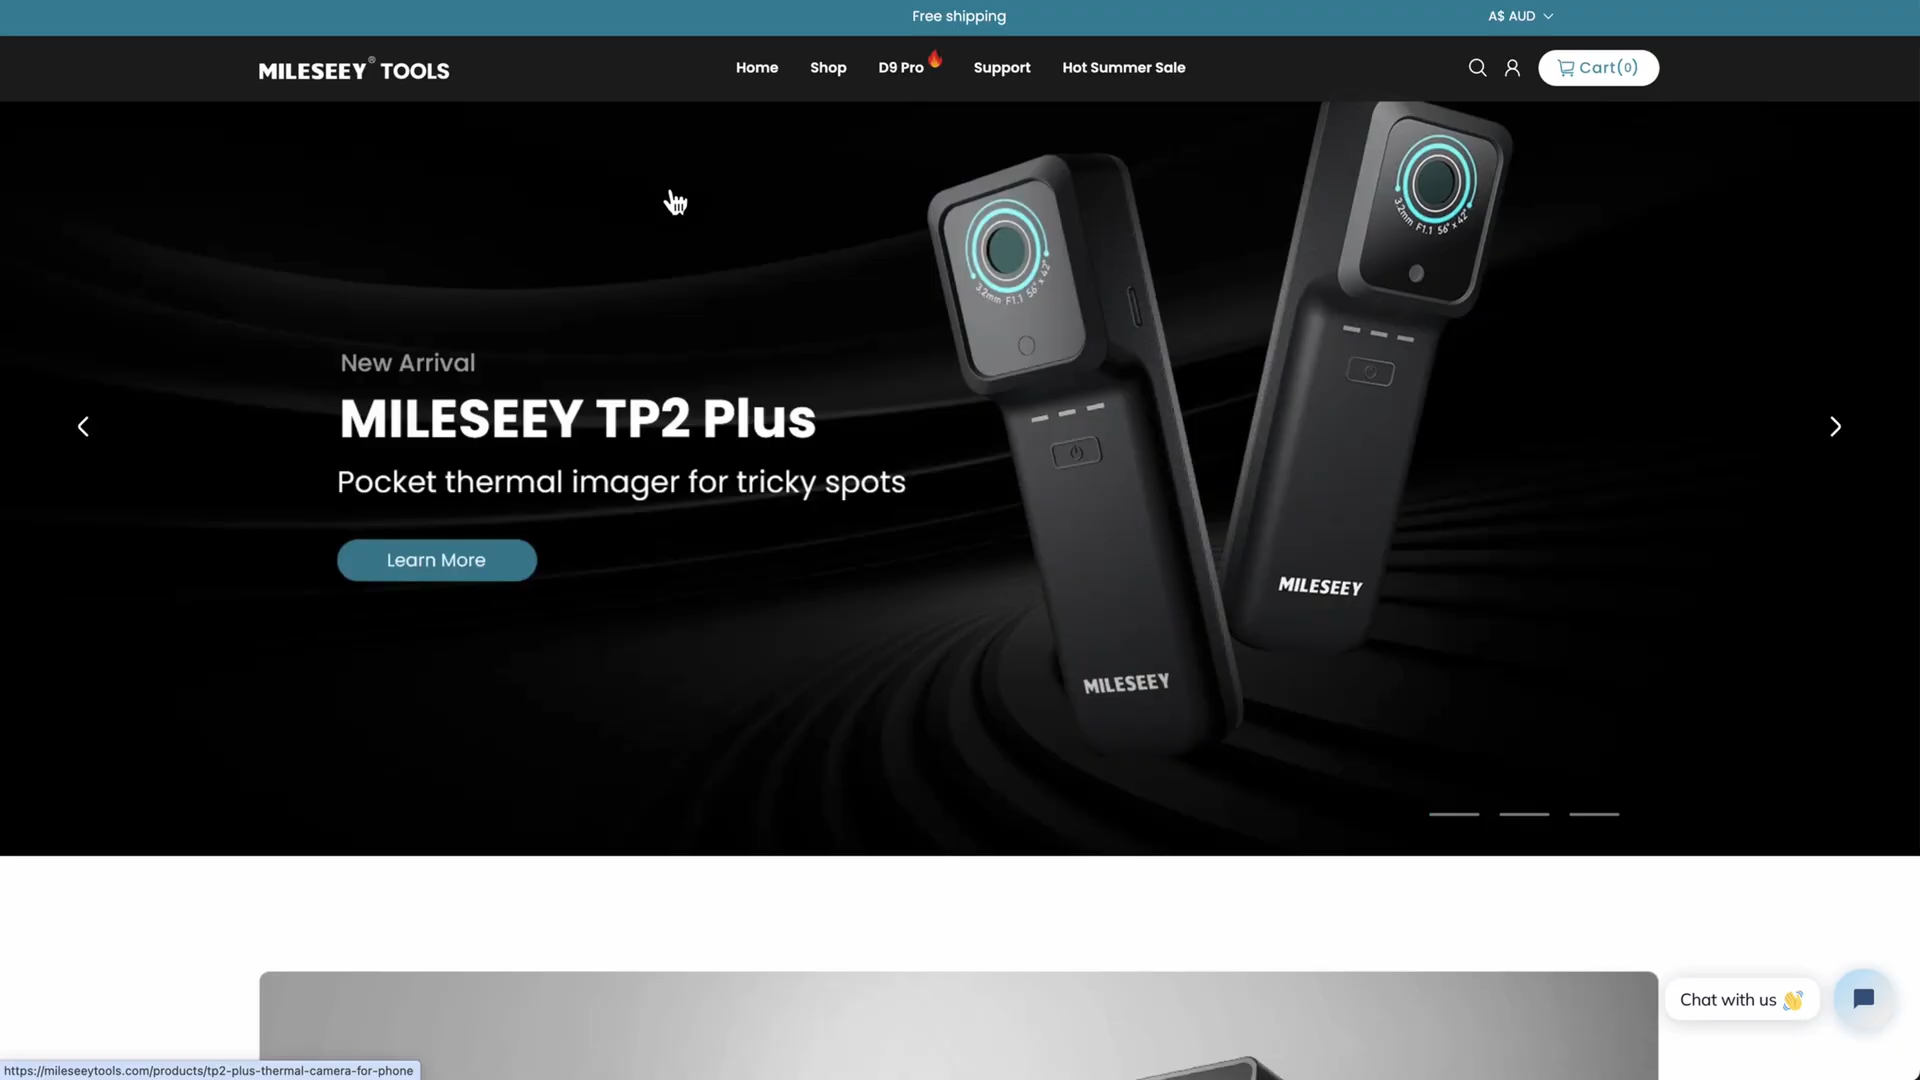 Free shipping
A$ AUD
MILESEEY® TOOLS
Home
Shop
D9 Pro
Support
Hot Summer Sale
Cart(0)
3.2mm F1.1 56°x 42°
3.2mm F1.1 56°x 42°
New Arrival
MILESEEY TP2 Plus
Pocket thermal imager for tricky spots
Learn More
MILESEEY
MILESEEY
Chat with us 👋
https://mileseeytools.com/products/tp2-plus-thermal-camera-for-phone